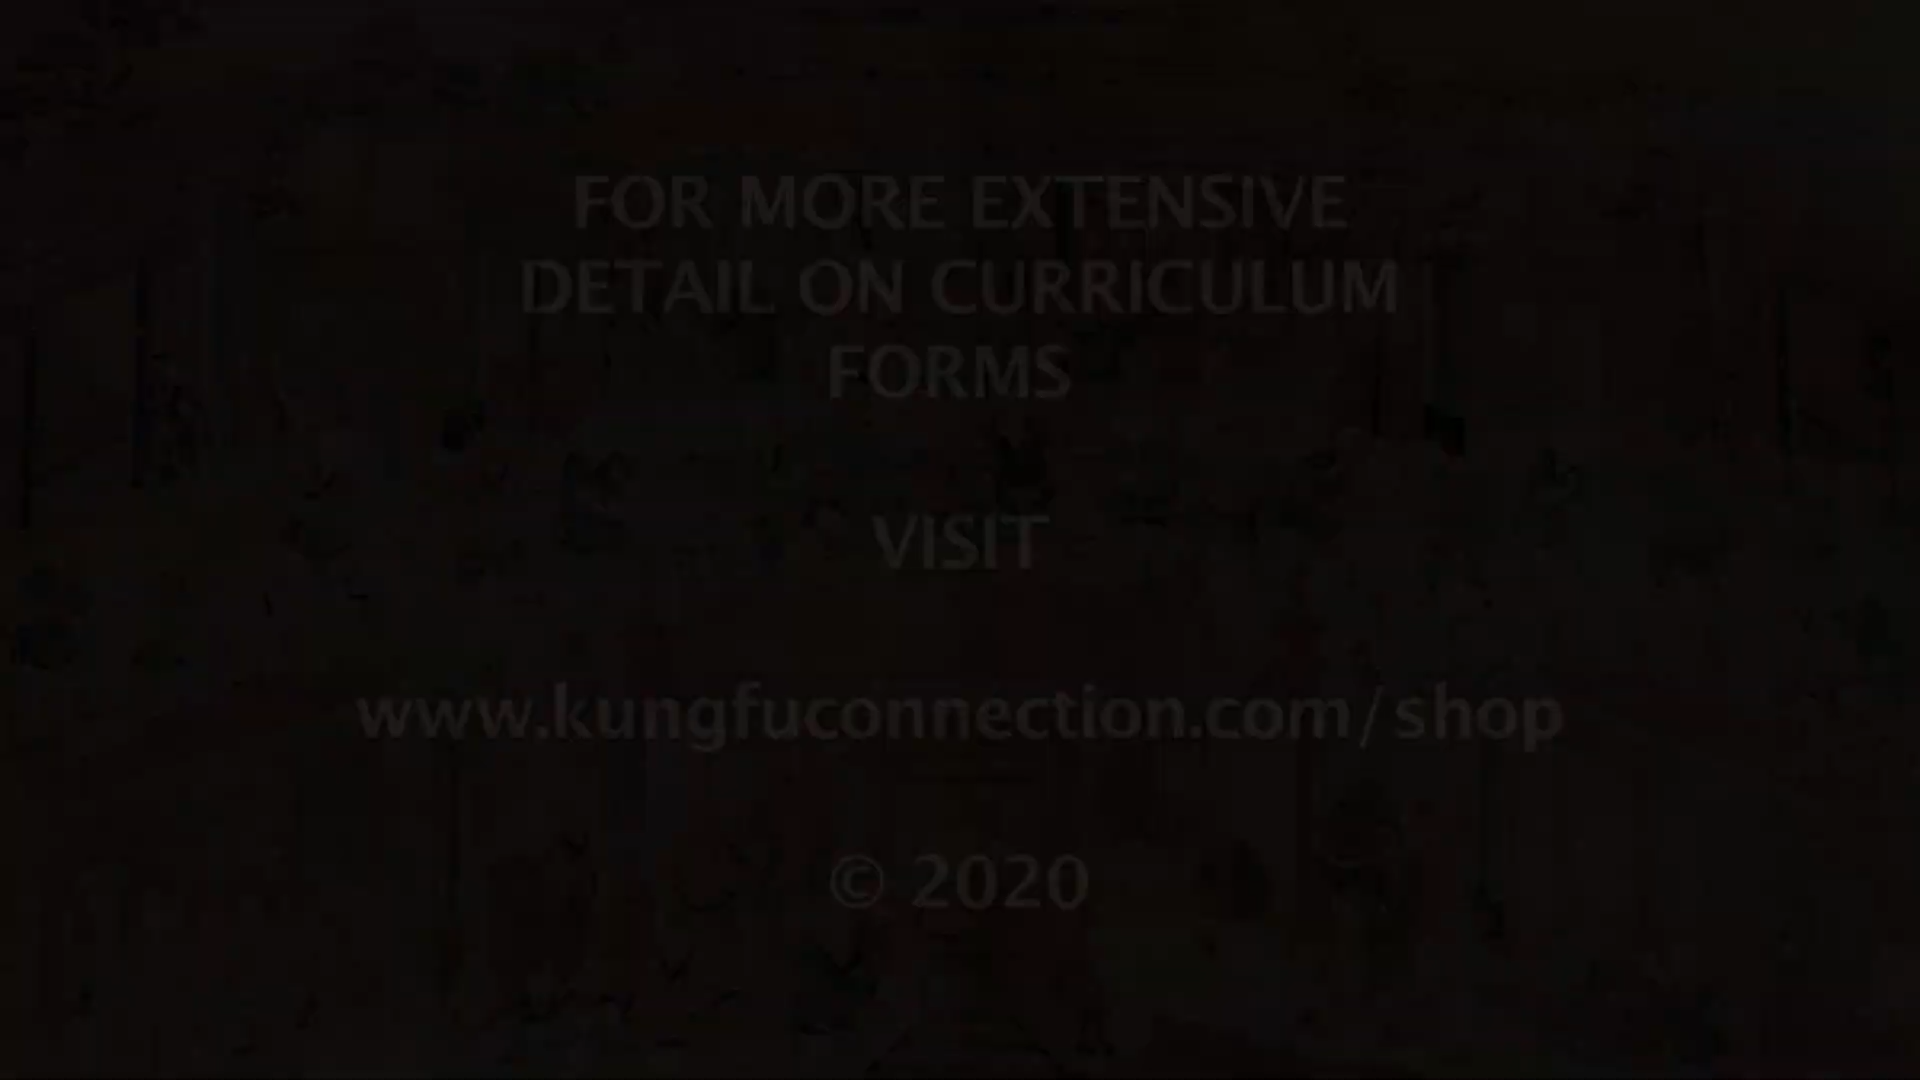 FOR MORE EXTENSIVE
DETAIL ON CURRICULUM
FORMS
VISIT
www.kungfuconnection.com/shop
© 2020